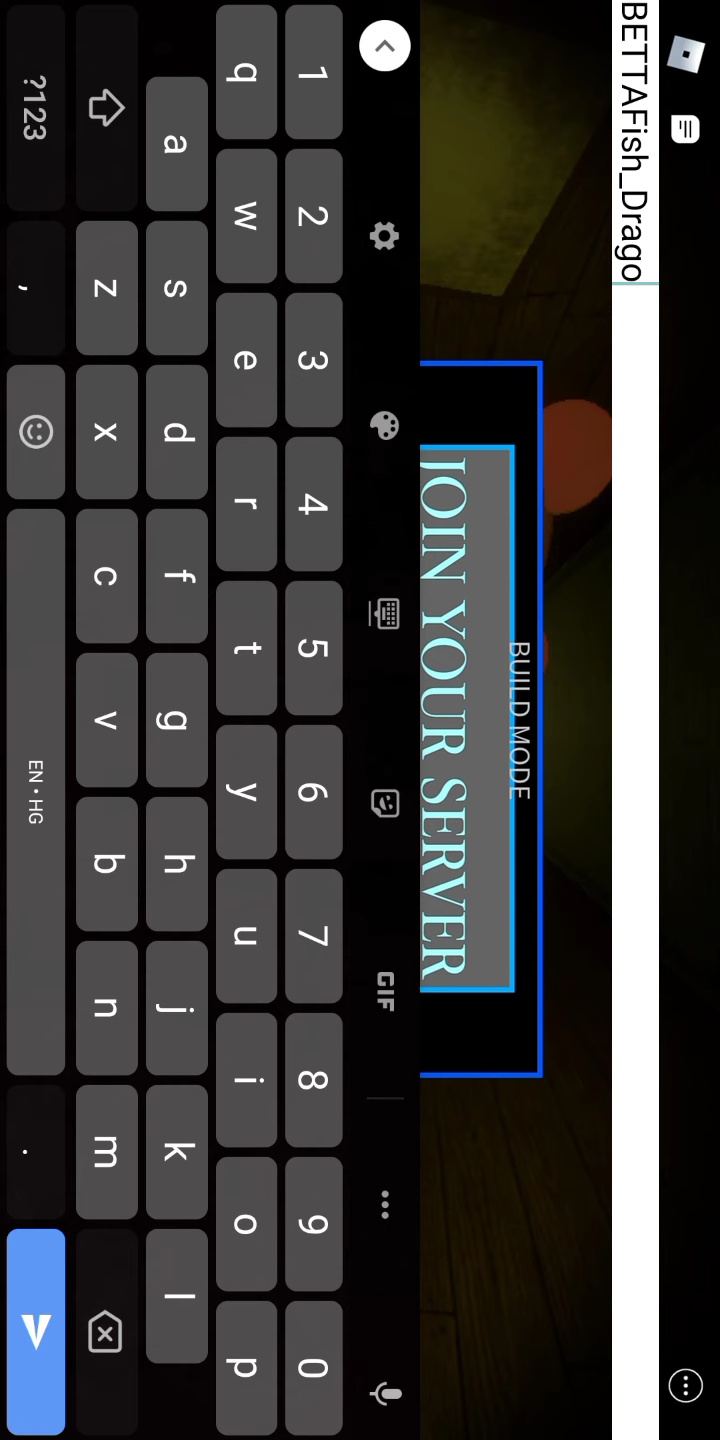 BETTAFish_Drago
BUILD MODE
JOIN YOUR SERVER
GIF
1 2 3 4 5 6 7 8 9 0
q w e r t y u i o p
a s d f g h j k l
z x c v b n m
?123 , EN • HG .